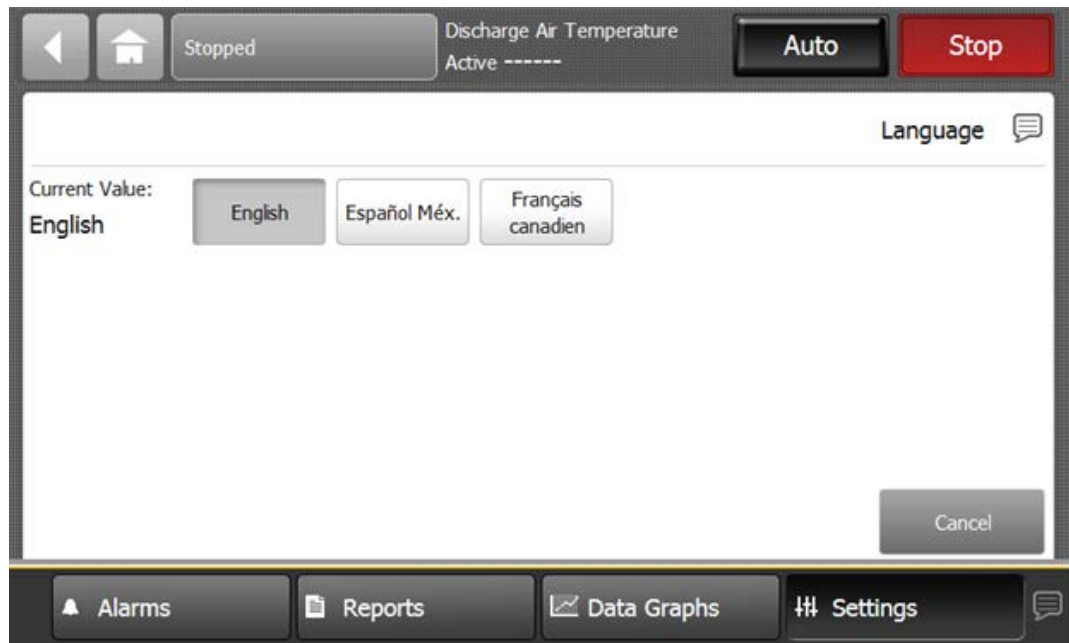 Stopped
Discharge Air Temperature
Active ------
Auto
Stop
Language
Current Value:
English
English
Español Méx.
Français
canadien
Cancel
Alarms
Reports
Data Graphs
Settings